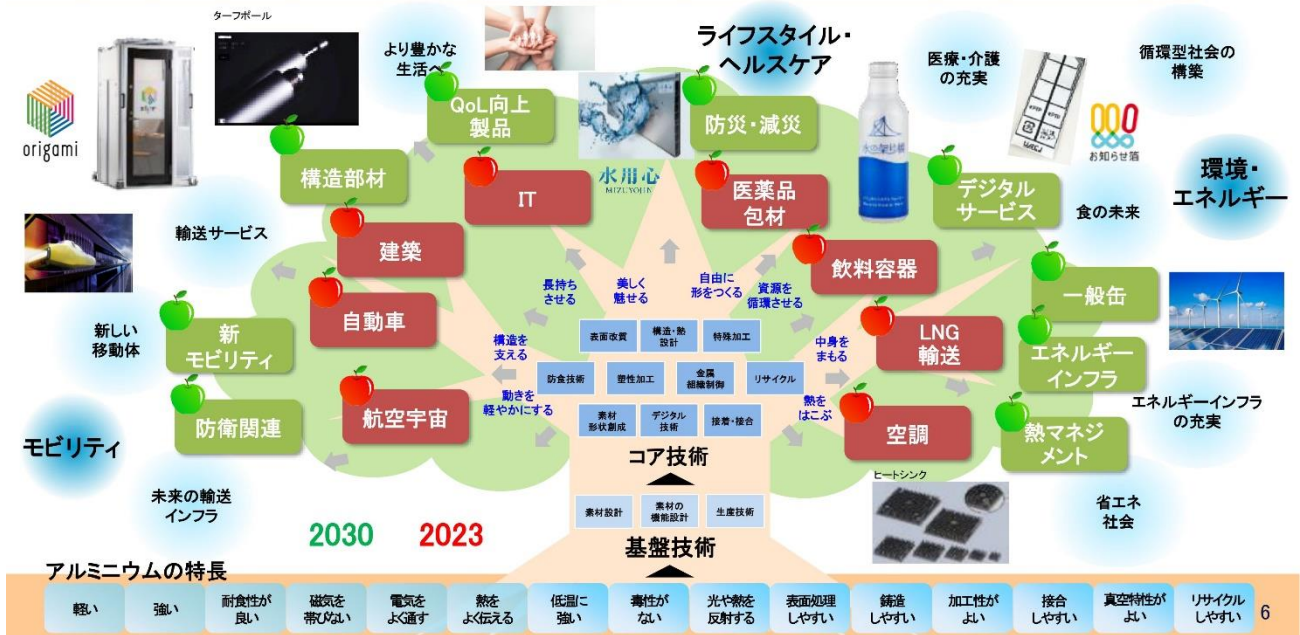 ターフポール
より豊かな
生活へ
ライフスタイル・
ヘルスケア
医療・介護
の充実
循環型社会の
構築
origami
QoL向上
製品
防災・減災
お知らせ箔
構造部材
IT
水用心
MIZUYOJIN
医薬品
包材
デジタル
サービス
環境・
エネルギー
輸送サービス
建築
飲料容器
食の未来
長持ち
させる
美しく
魅せる
自由に
形をつくる
資源を
循環させる
一般缶
新しい
移動体
新
モビリティ
自動車
構造を
支える
表面改質
構造・熱
設計
特殊加工
中身を
まもる
LNG
輸送
エネルギー
インフラ
防食技術
塑性加工
金属
組織制御
リサイクル
動きを
軽やかにする
熱を
はこぶ
防衛関連
航空宇宙
素材
形状創成
デジタル
技術
接着・接合
空調
熱マネジ
メント
エネルギーインフラ
の充実
モビリティ
コア技術
ヒートシンク
未来の輸送
インフラ
素材設計
素材の
機能設計
生産技術
省エネ
社会
2030
2023
基盤技術
アルミニウムの特長
軽い
強い
耐食性が
良い
磁気を
帯びない
電気を
よく通す
熱を
よく伝える
低温に
強い
毒性が
ない
光や熱を
反射する
表面処理
しやすい
鋳造
しやすい
加工性が
よい
接合
しやすい
真空特性が
よい
リサイクル
しやすい
6